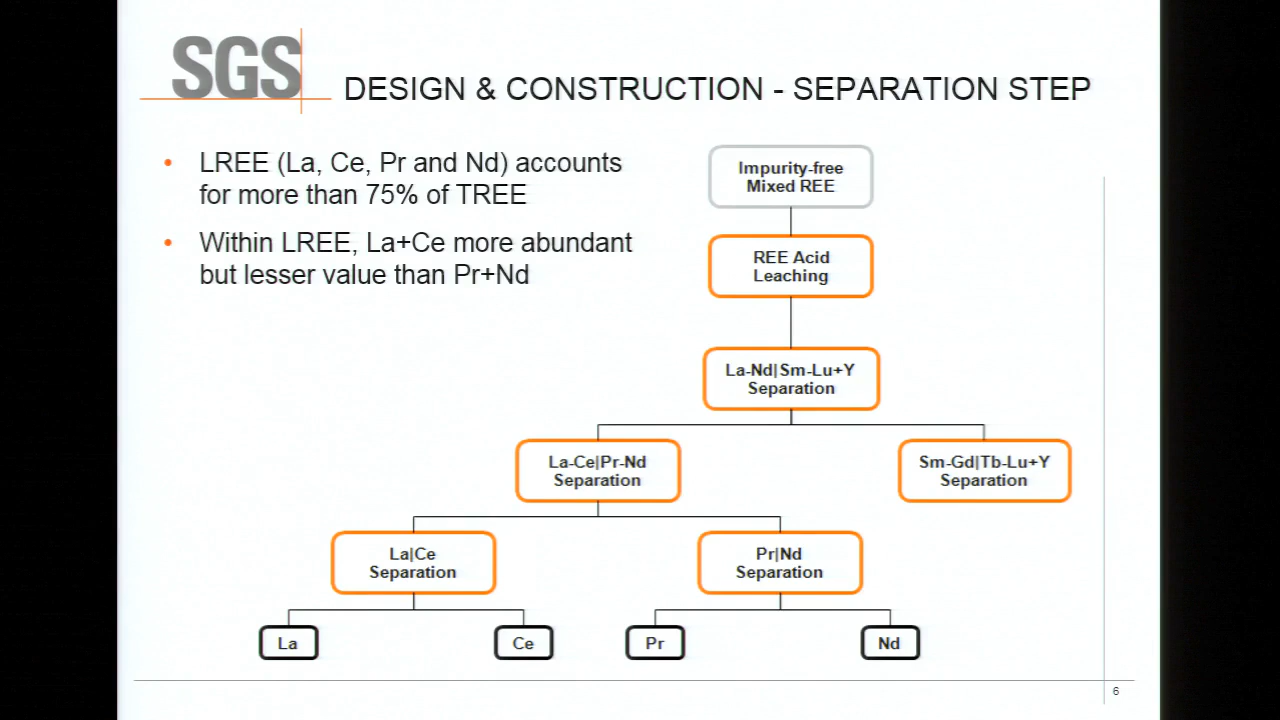 SGS
DESIGN & CONSTRUCTION - SEPARATION STEP
• LREE (La, Ce, Pr and Nd) accounts
for more than 75% of TREE
• Within LREE, La+Ce more abundant
but lesser value than Pr+Nd
Impurity-free
Mixed REE
REE Acid
Leaching
La-Nd|Sm-Lu+Y
Separation
La-Ce|Pr-Nd
Separation
Sm-Gd|Tb-Lu+Y
Separation
La|Ce
Separation
Pr|Nd
Separation
La
Ce
Pr
Nd
6